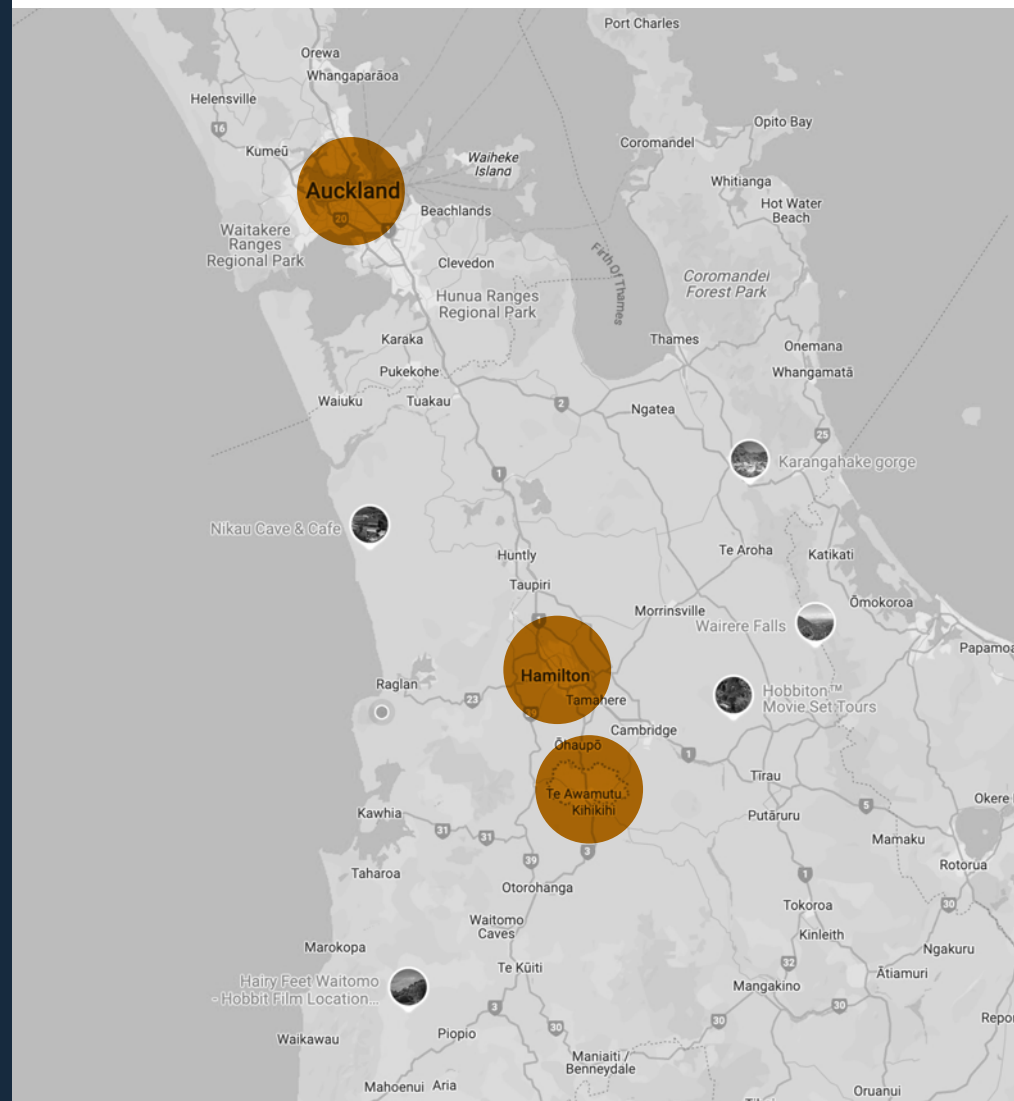 Port Charles
Orewa
Whangaparāoa
Helensville
16
Opito Bay
Coromandel
Kumeū
Waiheke
Island
Whitianga
Auckland
Hot Water
Beach
Beachlands
20
Waitakere
Ranges
Regional Park
Clevedon
Firth Of Thames
Coromandel
Forest Park
Hunua Ranges
Regional Park
Karaka
Thames
Onemana
Pukekohe
Whangamatā
Waiuku
Tuakau
2
Ngatea
25
Karangahake gorge
1
Nikau Cave & Cafe
Huntly
Te Aroha
Katikati
Taupiri
Ōmokoroa
Morrinsville
Wairere Falls
Papamoa
Hamilton
Raglan
23
Tamahere
Hobbiton™
Movie Set Tours
39
Cambridge
Ōhaupō
1
Tīrau
Te Awamutu
Kihikihi
5
Okere
Kawhia
Putāruru
31
31
Mamaku
3
39
Rotorua
Taharoa
1
Otorohanga
30
Tokoroa
Waitomo
Caves
Kinleith
Marokopa
Ngakuru
32
Te Kūiti
Ātiamuri
Hairy Feet Waitomo
- Hobbit Film Location...
Mangakino
3
30
30
30
Repor
Waikawau
Piopio
Maniaiti /
Benneydale
Mahoenui
Aria
Oruanui